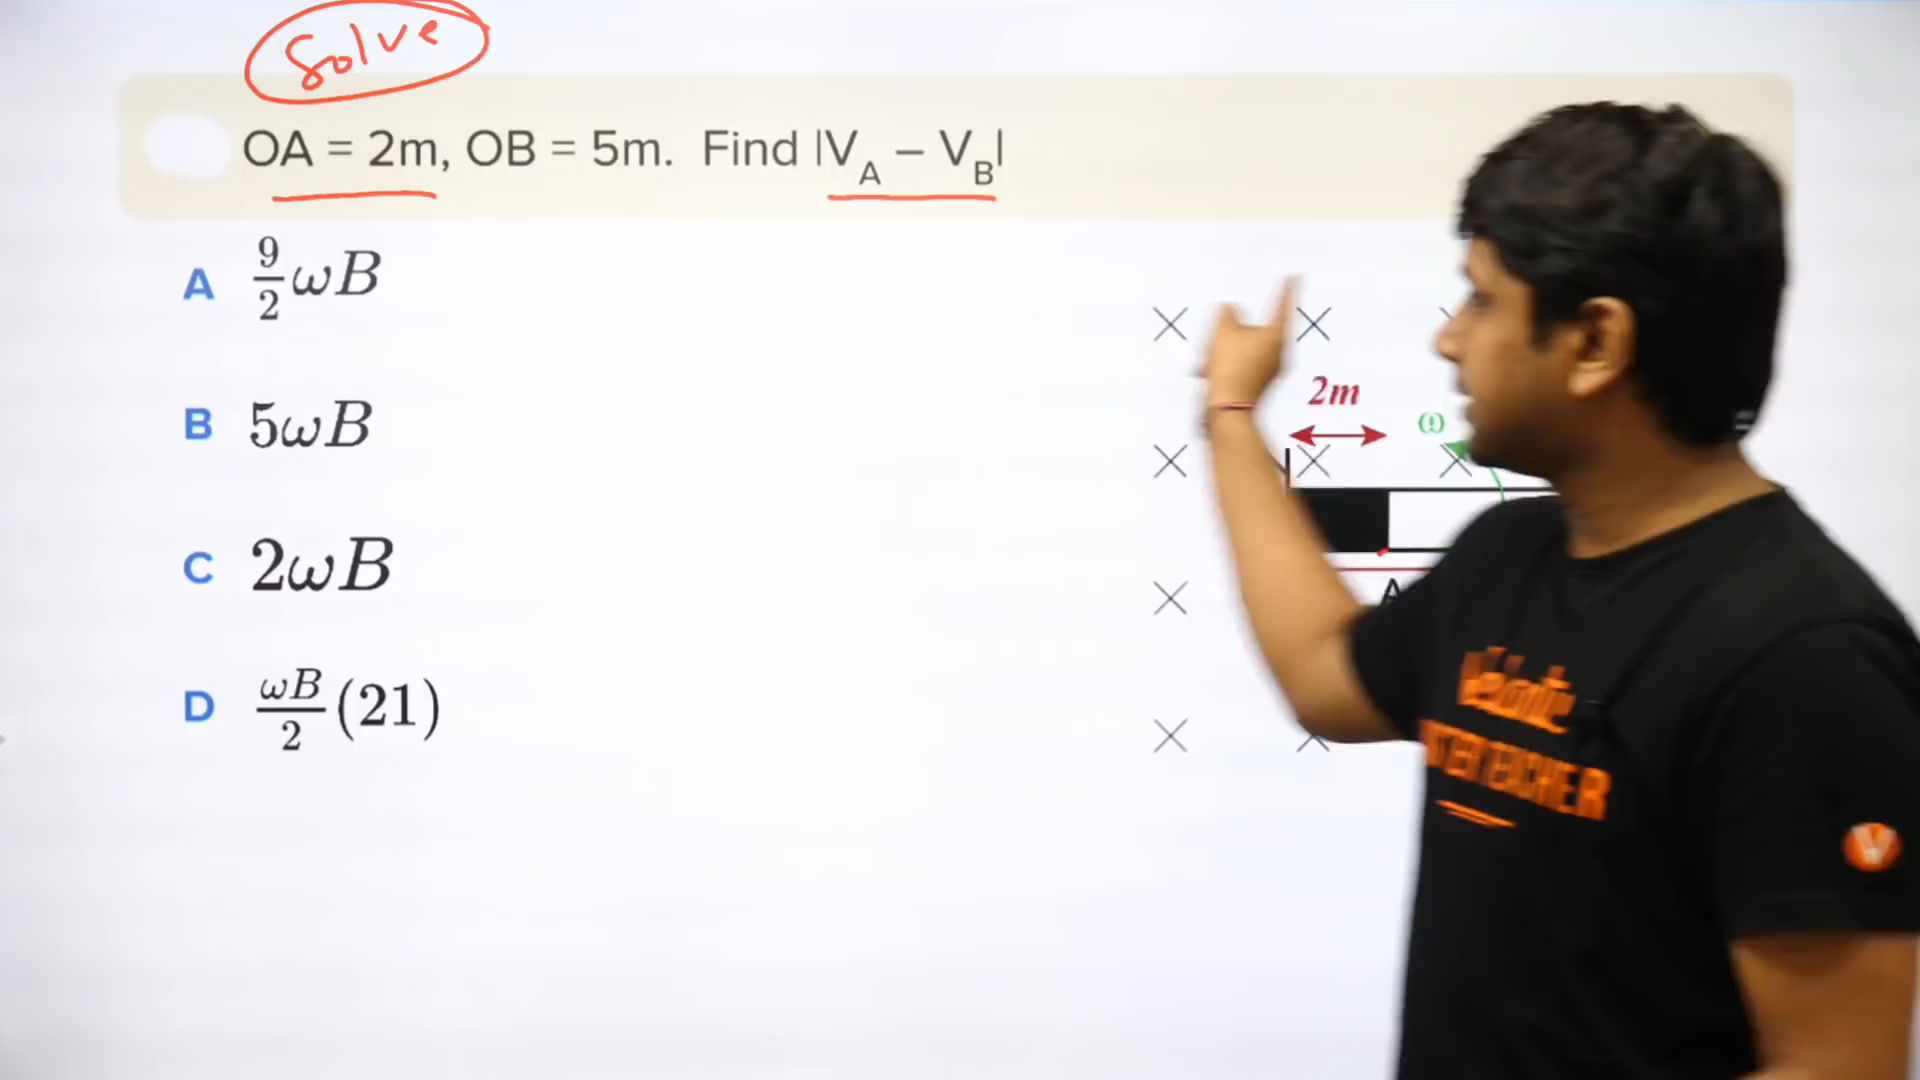 Solve
OA = 2m, OB = 5m. Find |V_A – V_B|
A 9/2 ωB
B 5ωB
C 2ωB
D ωB/2 (21)
2m
ω
A